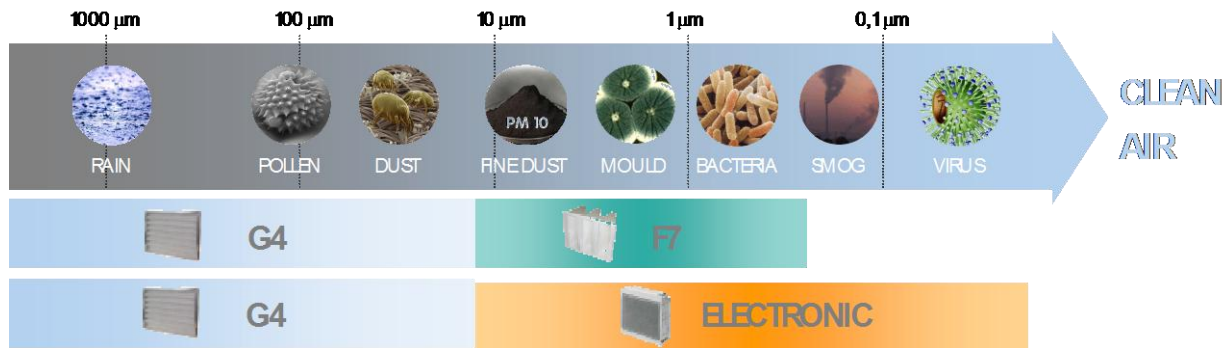 1000 µm 100 µm 10 µm 1 µm 0,1 µm
PM 10
RAIN POLLEN DUST FINE DUST MOULD BACTERIA SMOG VIRUS
CLEAN
AIR
G4 F7
G4 ELECTRONIC